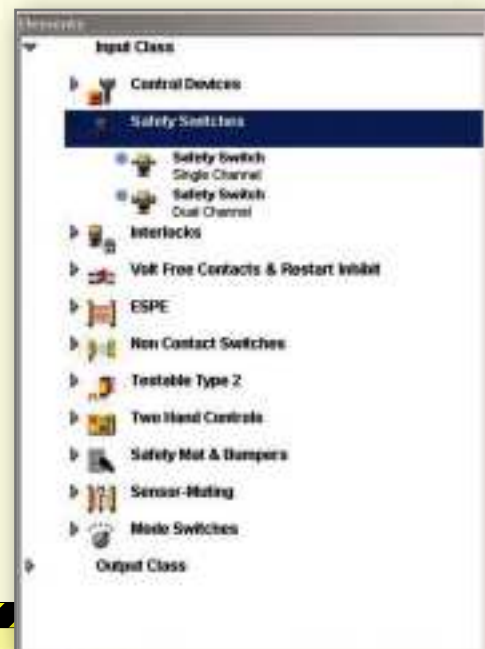 Elements
Input Class
Control Devices
Safety Switches
Safety Switch
Single Channel
Safety Switch
Dual Channel
Interlocks
Volt Free Contacts & Restart Inhibit
ESPE
Non Contact Switches
Testable Type 2
Two Hand Controls
Safety Mat & Bumpers
Sensor-Muting
Mode Switches
Output Class